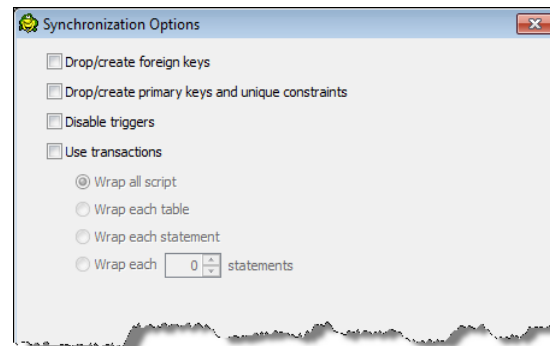 Synchronization Options
Drop/create foreign keys
Drop/create primary keys and unique constraints
Disable triggers
Use transactions
Wrap all script
Wrap each table
Wrap each statement
Wrap each 0 statements